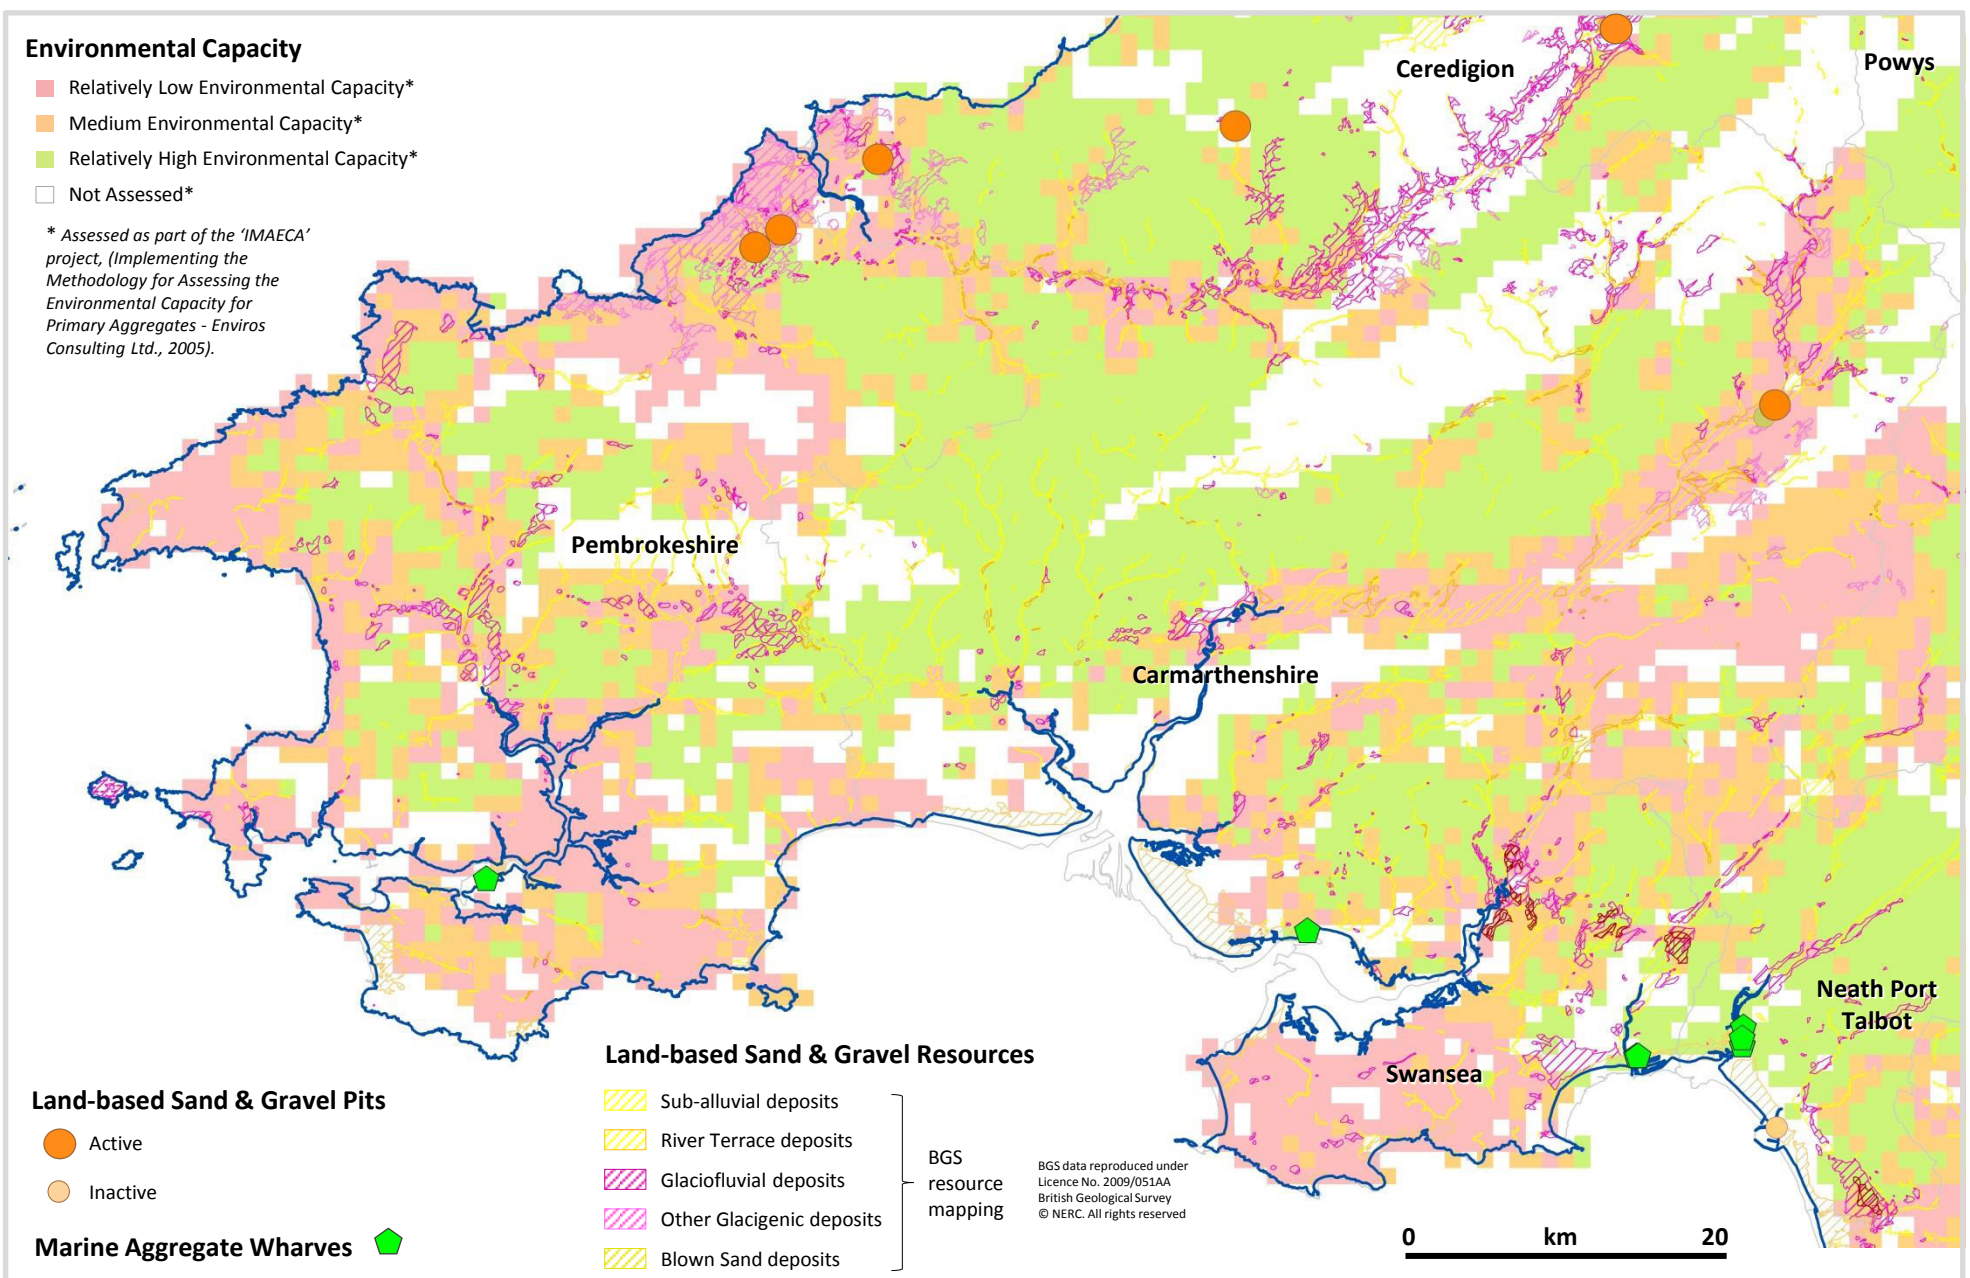 Environmental Capacity
Relatively Low Environmental Capacity*
Medium Environmental Capacity*
Relatively High Environmental Capacity*
Not Assessed*
* Assessed as part of the ‘IMAECA’
project, (Implementing the
Methodology for Assessing the
Environmental Capacity for
Primary Aggregates - Enviros
Consulting Ltd., 2005).
Ceredigion
Powys
Pembrokeshire
Carmarthenshire
Neath Port
Talbot
Swansea
Land-based Sand & Gravel Pits
Active
Inactive
Marine Aggregate Wharves
Land-based Sand & Gravel Resources
Sub-alluvial deposits
River Terrace deposits
Glaciofluvial deposits
Other Glacigenic deposits
Blown Sand deposits
BGS
resource
mapping
BGS data reproduced under
Licence No. 2009/051AA
British Geological Survey
© NERC. All rights reserved
0 km 20